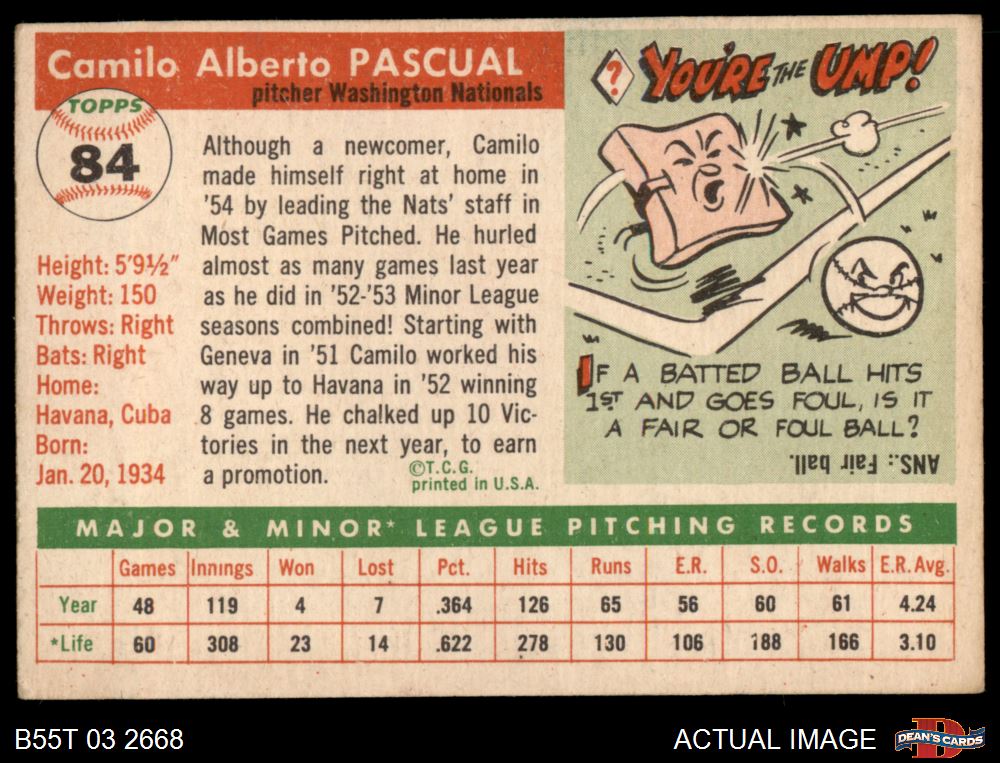 Camilo Alberto PASCUAL
pitcher Washington Nationals
TOPPS
84
Height: 5'9½"
Weight: 150
Throws: Right
Bats: Right
Home:
Havana, Cuba
Born:
Jan. 20, 1934
Although a newcomer, Camilo
made himself right at home in
'54 by leading the Nats' staff in
Most Games Pitched. He hurled
almost as many games last year
as he did in '52-'53 Minor League
seasons combined! Starting with
Geneva in '51 Camilo worked his
way up to Havana in '52 winning
8 games. He chalked up 10 Vic-
tories in the next year, to earn
a promotion.
©T.C.G.
printed in U.S.A.
? YOU'RE THE UMP!
IF A BATTED BALL HITS
1ST AND GOES FOUL, IS IT
A FAIR OR FOUL BALL?
ANS.: Fair ball.
MAJOR & MINOR* LEAGUE PITCHING RECORDS
Games Innings Won Lost Pct. Hits Runs E.R. S.O. Walks E.R. Avg.
Year 48 119 4 7 .364 126 65 56 60 61 4.24
*Life 60 308 23 14 .622 278 130 106 188 166 3.10
B55T 03 2668
ACTUAL IMAGE
DEAN'S CARDS